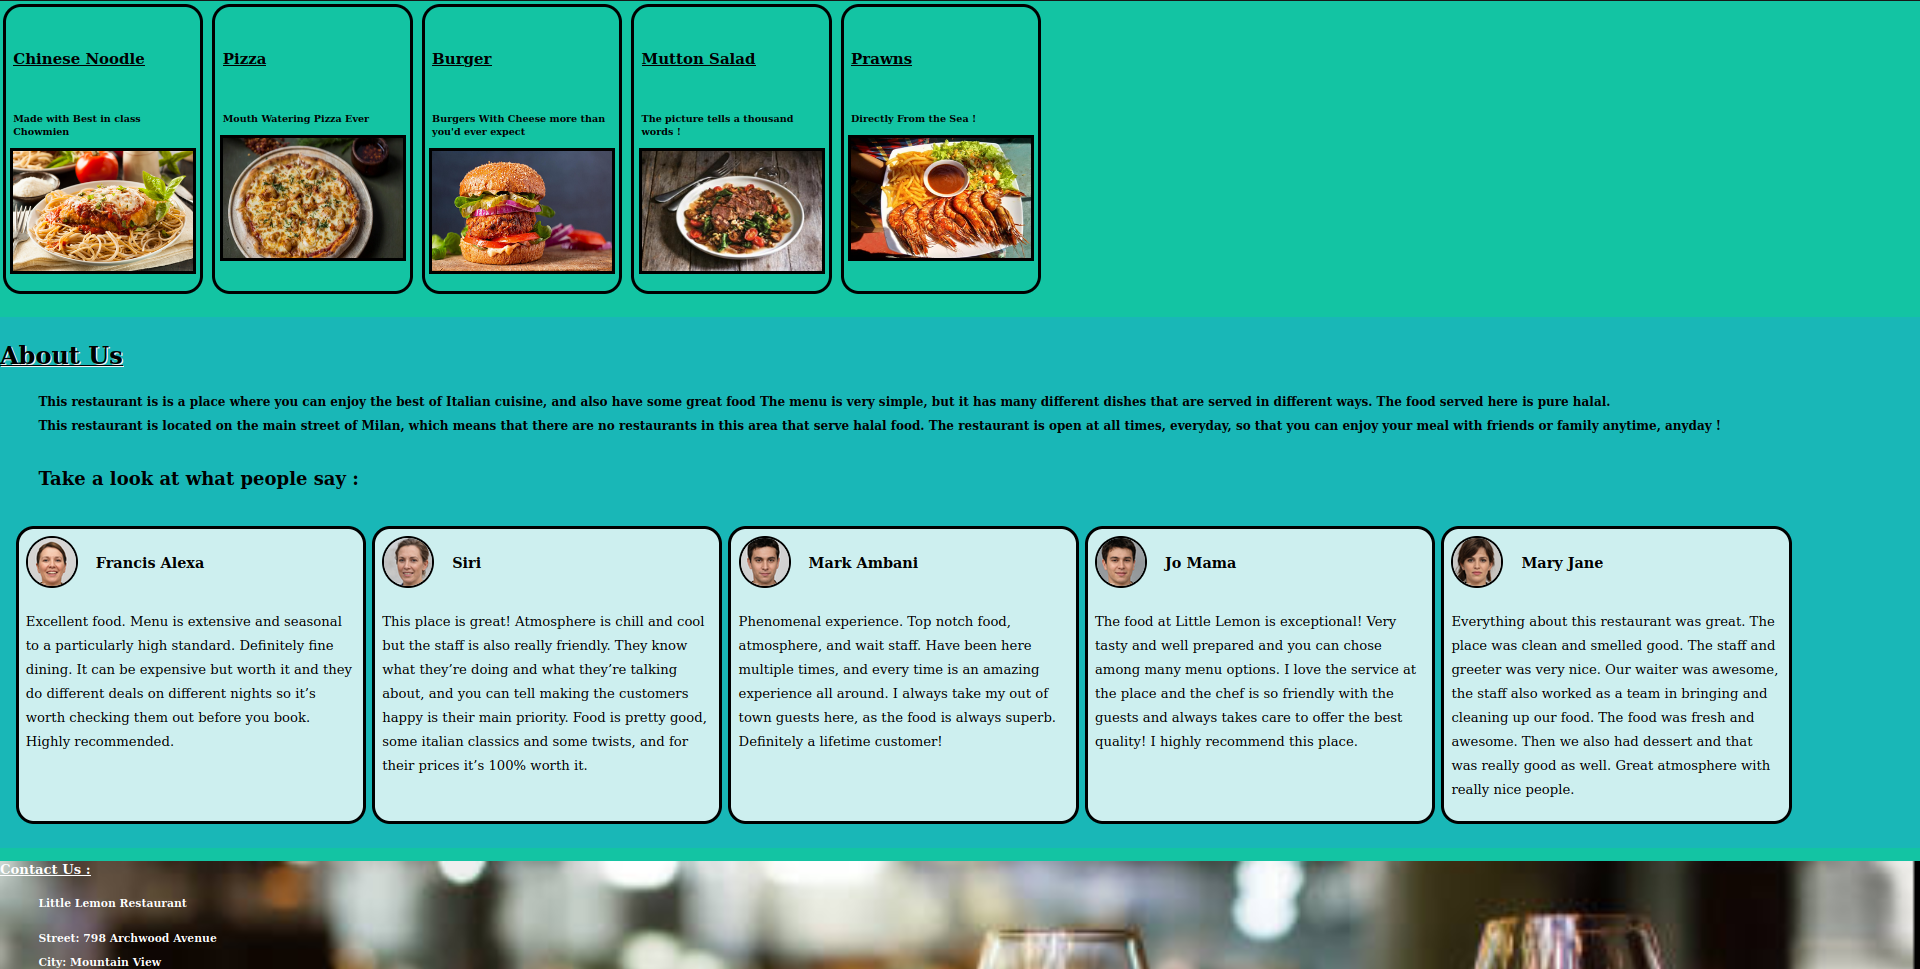 Chinese Noodle
Made with Best in class
Chowmien
Pizza
Mouth Watering Pizza Ever
Burger
Burgers With Cheese more than
you'd ever expect
Mutton Salad
The picture tells a thousand
words !
Prawns
Directly From the Sea !
About Us
This restaurant is is a place where you can enjoy the best of Italian cuisine, and also have some great food The menu is very simple, but it has many different dishes that are served in different ways. The food served here is pure halal.
This restaurant is located on the main street of Milan, which means that there are no restaurants in this area that serve halal food. The restaurant is open at all times, everyday, so that you can enjoy your meal with friends or family anytime, anyday !
Take a look at what people say :
Francis Alexa
Excellent food. Menu is extensive and seasonal
to a particularly high standard. Definitely fine
dining. It can be expensive but worth it and they
do different deals on different nights so it’s
worth checking them out before you book.
Highly recommended.
Siri
This place is great! Atmosphere is chill and cool
but the staff is also really friendly. They know
what they’re doing and what they’re talking
about, and you can tell making the customers
happy is their main priority. Food is pretty good,
some italian classics and some twists, and for
their prices it’s 100% worth it.
Mark Ambani
Phenomenal experience. Top notch food,
atmosphere, and wait staff. Have been here
multiple times, and every time is an amazing
experience all around. I always take my out of
town guests here, as the food is always superb.
Definitely a lifetime customer!
Jo Mama
The food at Little Lemon is exceptional! Very
tasty and well prepared and you can chose
among many menu options. I love the service at
the place and the chef is so friendly with the
guests and always takes care to offer the best
quality! I highly recommend this place.
Mary Jane
Everything about this restaurant was great. The
place was clean and smelled good. The staff and
greeter was very nice. Our waiter was awesome,
the staff also worked as a team in bringing and
cleaning up our food. The food was fresh and
awesome. Then we also had dessert and that
was really good as well. Great atmosphere with
really nice people.
Contact Us :
Little Lemon Restaurant
Street: 798 Archwood Avenue
City: Mountain View